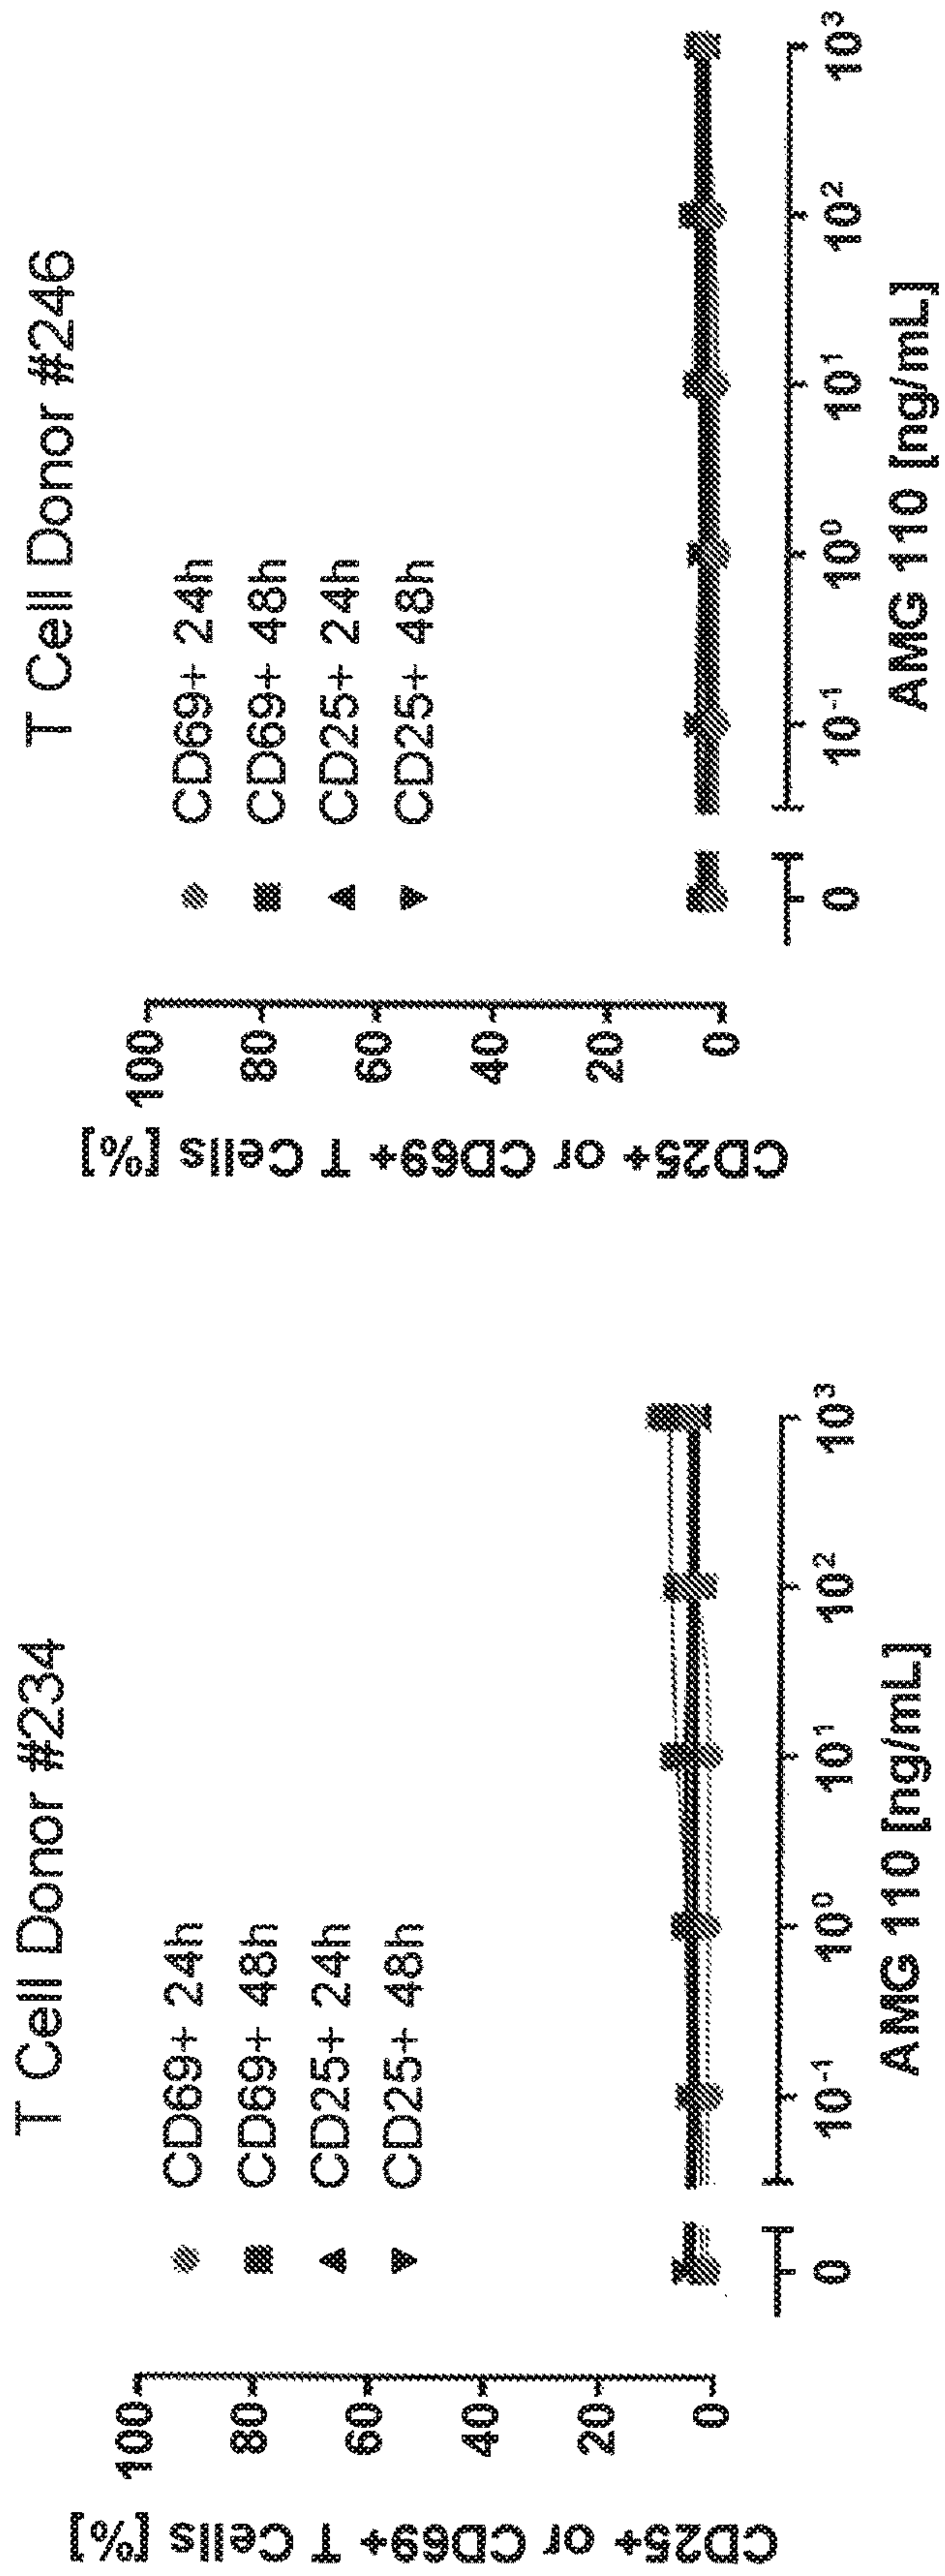 T Cell Donor #234
CD69+ 24h
CD69+ 48h
CD25+ 24h
CD25+ 48h
CD25+ or CD69+ T Cells [%]
100
80
60
40
20
0
0 10⁻¹ 10⁰ 10¹ 10² 10³
AMG 110 [ng/mL]
T Cell Donor #246
CD69+ 24h
CD69+ 48h
CD25+ 24h
CD25+ 48h
CD25+ or CD69+ T Cells [%]
100
80
60
40
20
0
0 10⁻¹ 10⁰ 10¹ 10² 10³
AMG 110 [ng/mL]